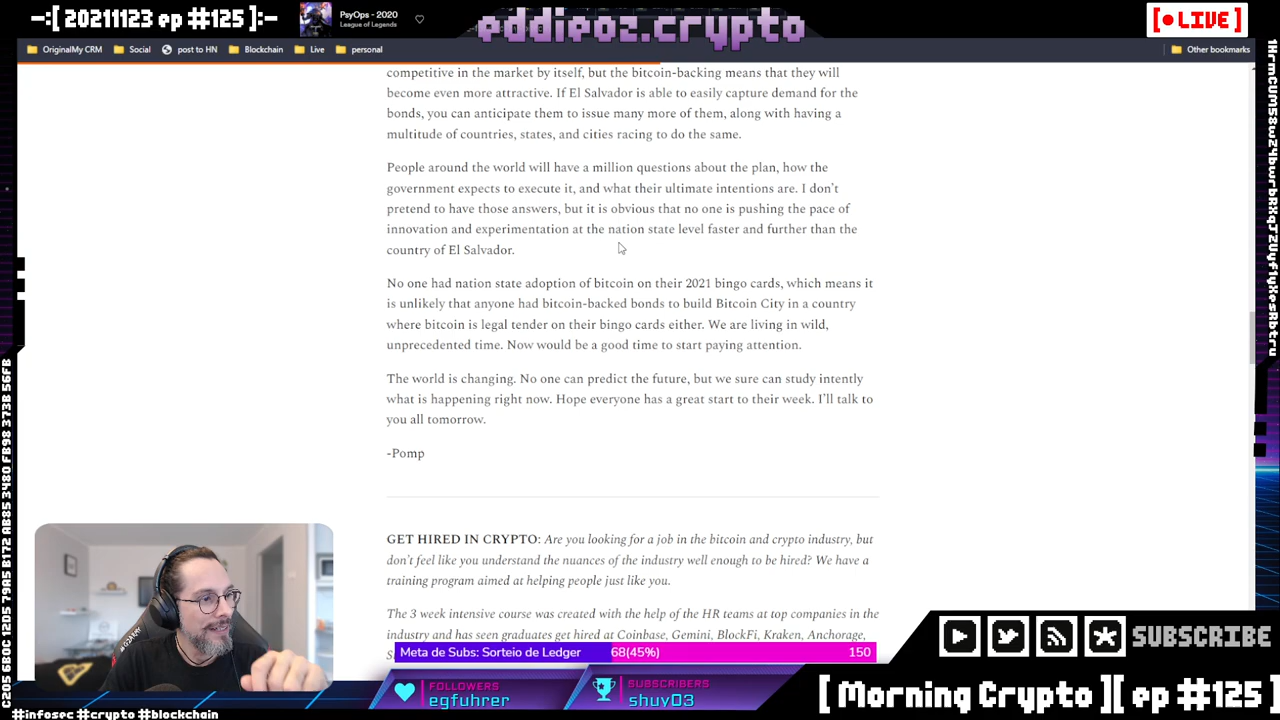 -:[ 20211123 ep #125 ]:-
PsyOps - 2020
League of Legends
eddieoz.crypto
[ • LIVE ]
OriginalMy CRM
Social
post to HN
Blockchain
Live
personal
Other bookmarks
competitive in the market by itself, but the bitcoin-backing means that they will
become even more attractive. If El Salvador is able to easily capture demand for the
bonds, you can anticipate them to issue many more of them, along with having a
multitude of countries, states, and cities racing to do the same.
People around the world will have a million questions about the plan, how the
government expects to execute it, and what their ultimate intentions are. I don't
pretend to have those answers, but it is obvious that no one is pushing the pace of
innovation and experimentation at the nation state level faster and further than the
country of El Salvador.
No one had nation state adoption of bitcoin on their 2021 bingo cards, which means it
is unlikely that anyone had bitcoin-backed bonds to build Bitcoin City in a country
where bitcoin is legal tender on their bingo cards either. We are living in wild,
unprecedented time. Now would be a good time to start paying attention.
The world is changing. No one can predict the future, but we sure can study intently
what is happening right now. Hope everyone has a great start to their week. I'll talk to
you all tomorrow.
-Pomp
GET HIRED IN CRYPTO: Are you looking for a job in the bitcoin and crypto industry, but
don't feel like you understand the nuances of the industry well enough to be hired? We have a
training program aimed at helping people just like you.
The 3 week intensive course was created with the help of the HR teams at top companies in the
industry and has seen graduates get hired at Coinbase, Gemini, BlockFi, Kraken, Anchorage,
Meta de Subs: Sorteio de Ledger
68(45%)
150
FOLLOWERS
egfuhrer
SUBSCRIBERS
shuy03
SUBSCRIBE
[ Morning Crypto ][ ep #125 ]
#infosec #crypto #blockchain